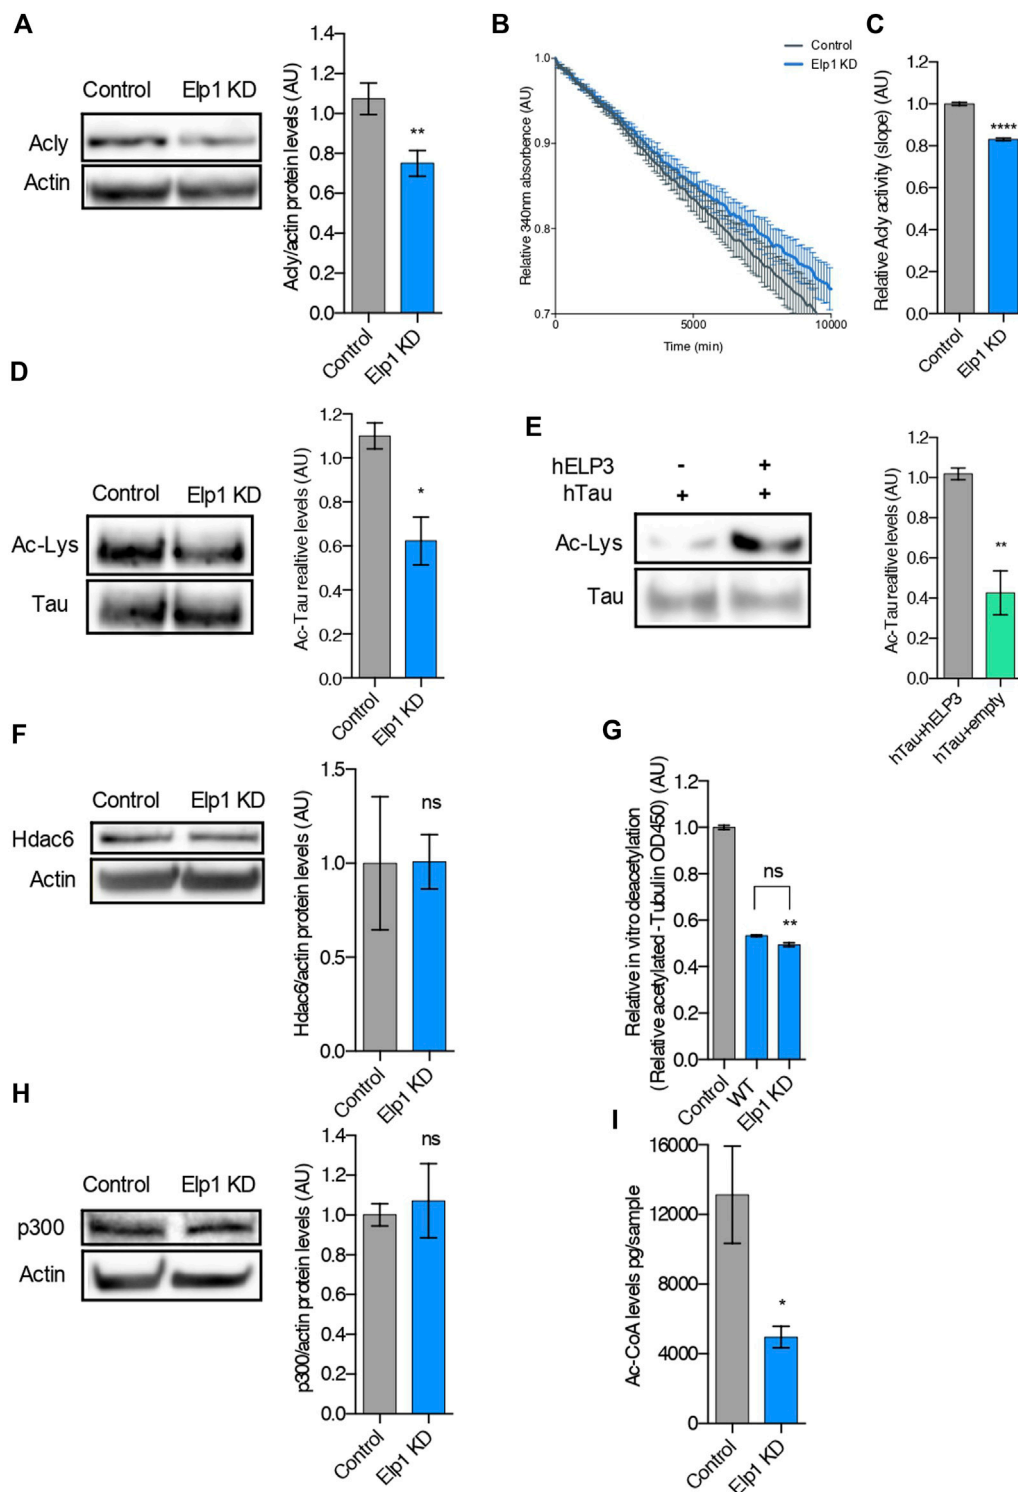 A
Control Elp1 KD
Acly
Actin
Acly/actin protein levels (AU)
1.4
1.2
1.0
0.8
0.6
0.4
0.2
0.0
**
Control
Elp1 KD
B
Control
Elp1 KD
Relative 340nm absorbence (AU)
1.0
0.9
0.8
0.7
0
5000
10000
Time (min)
C
Relative Acly activity (slope) (AU)
1.2
1.0
0.8
0.6
0.4
0.2
0.0
****
Control
Elp1 KD
D
Control Elp1 KD
Ac-Lys
Tau
Ac-Tau realtive levels (AU)
1.2
1.0
0.8
0.6
0.4
0.2
0.0
*
Control
Elp1 KD
E
hELP3 - +
hTau + +
Ac-Lys
Tau
Ac-Tau realtive levels (AU)
1.2
1.0
0.8
0.6
0.4
0.2
0.0
**
hTau+hELP3
hTau+empty
F
Control Elp1 KD
Hdac6
Actin
Hdac6/actin protein levels (AU)
1.5
1.0
0.5
0.0
ns
Control
Elp1 KD
G
Relative in vitro deacetylation
(Relative acetylated -Tubulin OD450) (AU)
1.2
1.0
0.8
0.6
0.4
0.2
0.0
ns
**
Control
WT
Elp1 KD
H
Control Elp1 KD
p300
Actin
p300/actin protein levels (AU)
1.4
1.2
1.0
0.8
0.6
0.4
0.2
0.0
ns
Control
Elp1 KD
I
Ac-CoA levels pg/sample
16000
12000
8000
4000
0
*
Control
Elp1 KD